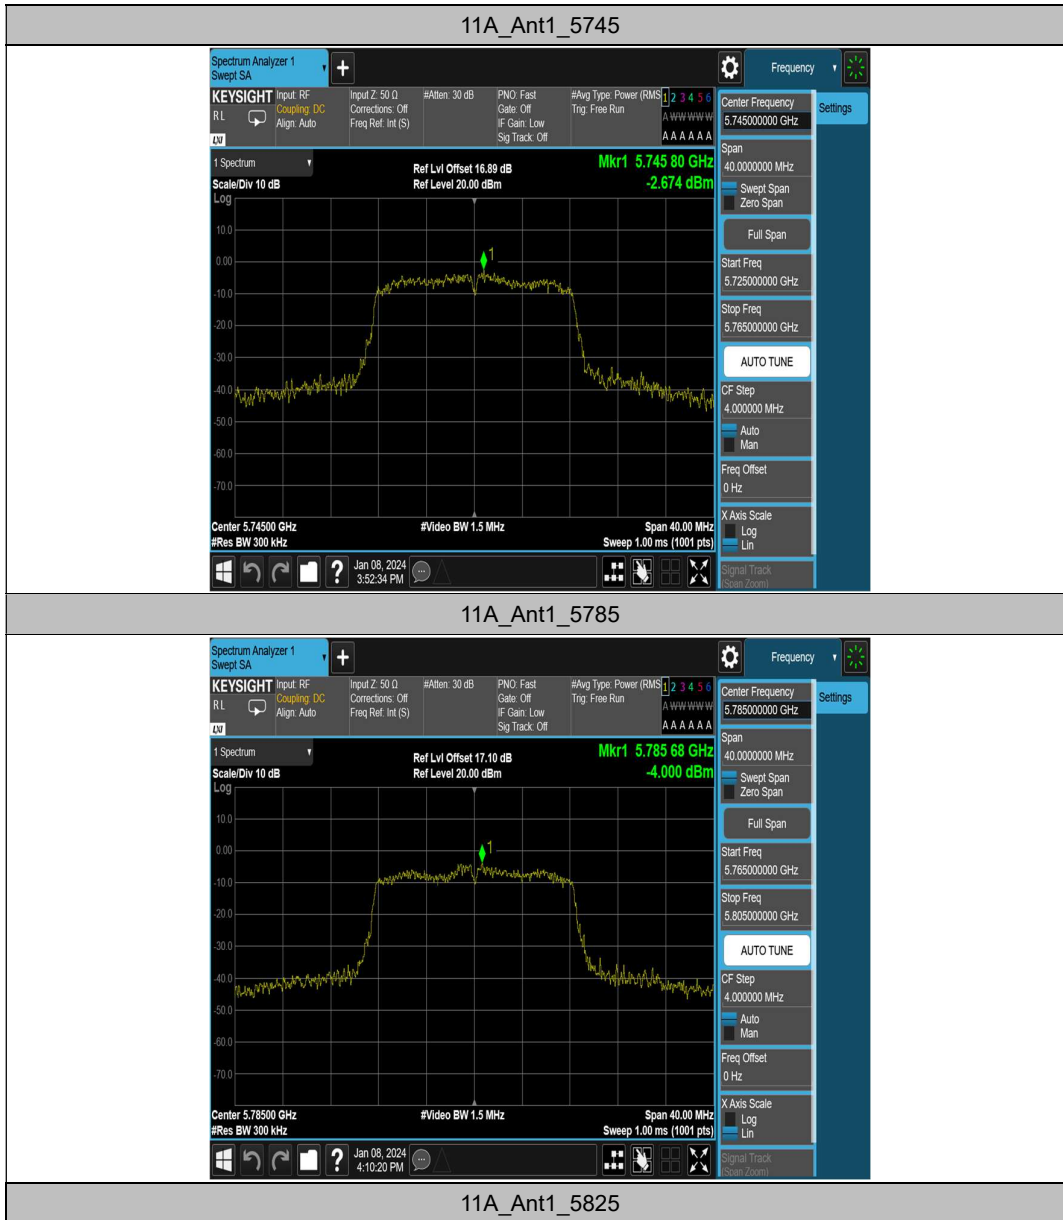 11A_Ant1_5745
Spectrum Analyzer 1
Swept SA
+
Frequency
KEYSIGHT
RL
LXI
Input: RF
Coupling: DC
Align: Auto
Input Z: 50 Ω
Corrections: Off
Freq Ref: Int (S)
#Atten: 30 dB
PNO: Fast
Gate: Off
IF Gain: Low
Sig Track: Off
#Avg Type: Power (RMS
Trig: Free Run
1 2 3 4 5 6
A W W W W W
A A A A A A
1 Spectrum
Scale/Div 10 dB
Log
Ref Lvl Offset 16.89 dB
Ref Level 20.00 dBm
Mkr1 5.745 80 GHz
-2.674 dBm
1
10.0
0.00
-10.0
-20.0
-30.0
-40.0
-50.0
-60.0
-70.0
Center 5.74500 GHz
#Res BW 300 kHz
#Video BW 1.5 MHz
Span 40.00 MHz
Sweep 1.00 ms (1001 pts)
?
Jan 08, 2024
3:52:34 PM
Center Frequency
5.745000000 GHz
Settings
Span
40.0000000 MHz
Swept Span
Zero Span
Full Span
Start Freq
5.725000000 GHz
Stop Freq
5.765000000 GHz
AUTO TUNE
CF Step
4.000000 MHz
Auto
Man
Freq Offset
0 Hz
X Axis Scale
Log
Lin
Signal Track
(Span Zoom)
11A_Ant1_5785
Spectrum Analyzer 1
Swept SA
+
Frequency
KEYSIGHT
RL
LXI
Input: RF
Coupling: DC
Align: Auto
Input Z: 50 Ω
Corrections: Off
Freq Ref: Int (S)
#Atten: 30 dB
PNO: Fast
Gate: Off
IF Gain: Low
Sig Track: Off
#Avg Type: Power (RMS
Trig: Free Run
1 2 3 4 5 6
A W W W W W
A A A A A A
1 Spectrum
Scale/Div 10 dB
Log
Ref Lvl Offset 17.10 dB
Ref Level 20.00 dBm
Mkr1 5.785 68 GHz
-4.000 dBm
1
10.0
0.00
-10.0
-20.0
-30.0
-40.0
-50.0
-60.0
-70.0
Center 5.78500 GHz
#Res BW 300 kHz
#Video BW 1.5 MHz
Span 40.00 MHz
Sweep 1.00 ms (1001 pts)
?
Jan 08, 2024
4:10:20 PM
Center Frequency
5.785000000 GHz
Settings
Span
40.0000000 MHz
Swept Span
Zero Span
Full Span
Start Freq
5.765000000 GHz
Stop Freq
5.805000000 GHz
AUTO TUNE
CF Step
4.000000 MHz
Auto
Man
Freq Offset
0 Hz
X Axis Scale
Log
Lin
Signal Track
(Span Zoom)
11A_Ant1_5825